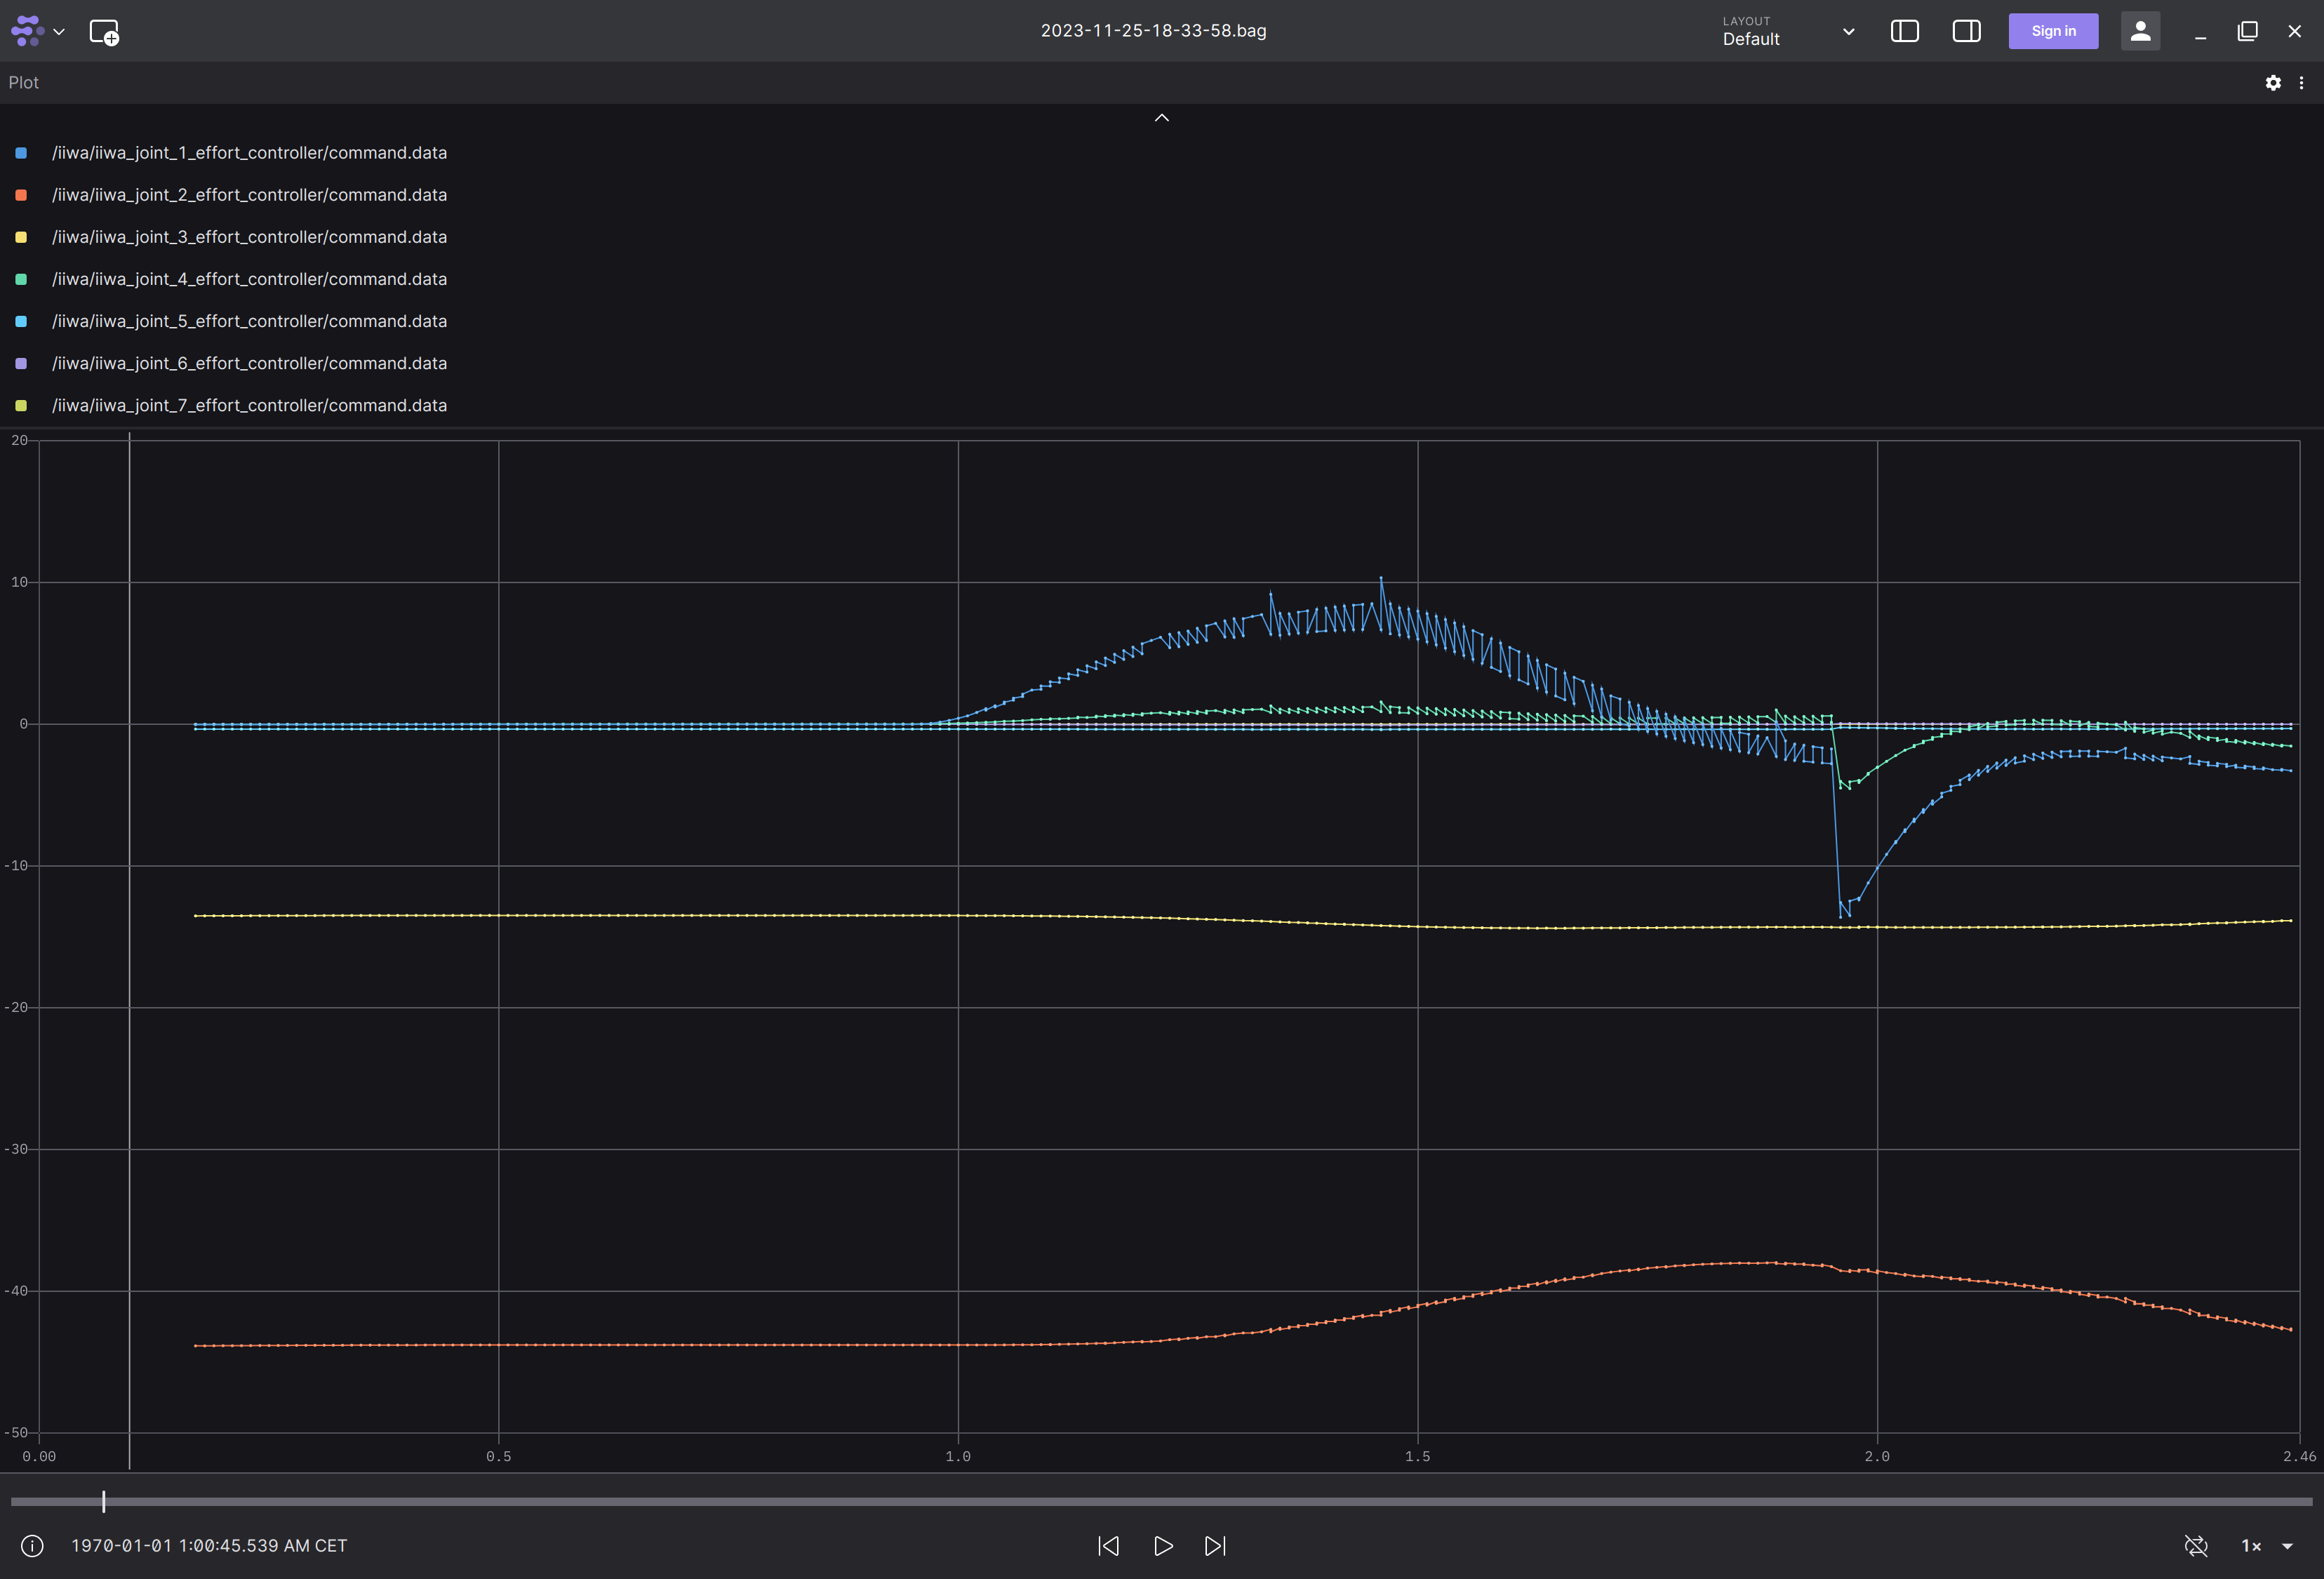 2023-11-25-18-33-58.bag
LAYOUT
Default
Sign in
Plot
/iiwa/iiwa_joint_1_effort_controller/command.data
/iiwa/iiwa_joint_2_effort_controller/command.data
/iiwa/iiwa_joint_3_effort_controller/command.data
/iiwa/iiwa_joint_4_effort_controller/command.data
/iiwa/iiwa_joint_5_effort_controller/command.data
/iiwa/iiwa_joint_6_effort_controller/command.data
/iiwa/iiwa_joint_7_effort_controller/command.data
20
10
0
-10
-20
-30
-40
-50
0.00 0.5 1.0 1.5 2.0 2.46
1970-01-01 1:00:45.539 AM CET
1×